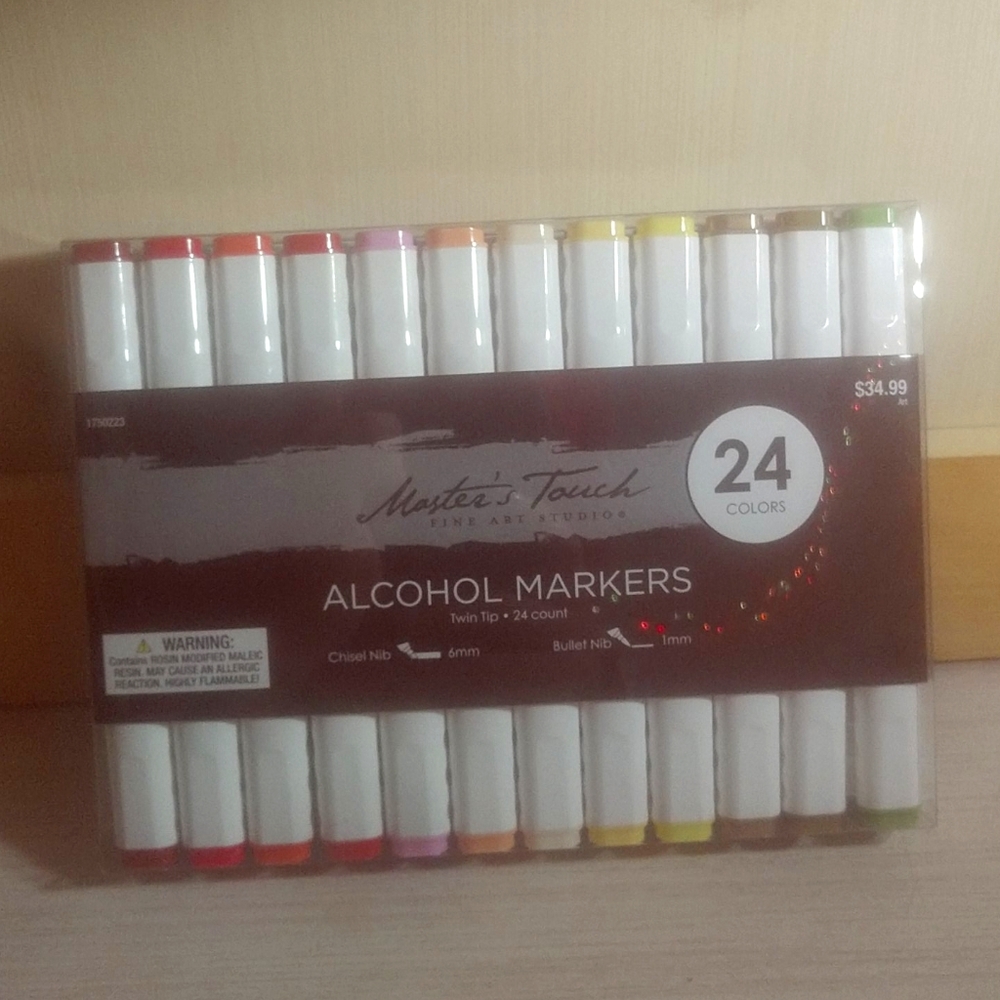 1750223
$34.99
Art
Master's Touch
FINE ART STUDIO®
24
COLORS
ALCOHOL MARKERS
Twin Tip • 24 count
Chisel Nib 6mm
Bullet Nib 1mm
WARNING:
Contains ROSIN MODIFIED MALEIC
RESIN. MAY CAUSE AN ALLERGIC
REACTION. HIGHLY FLAMMABLE!